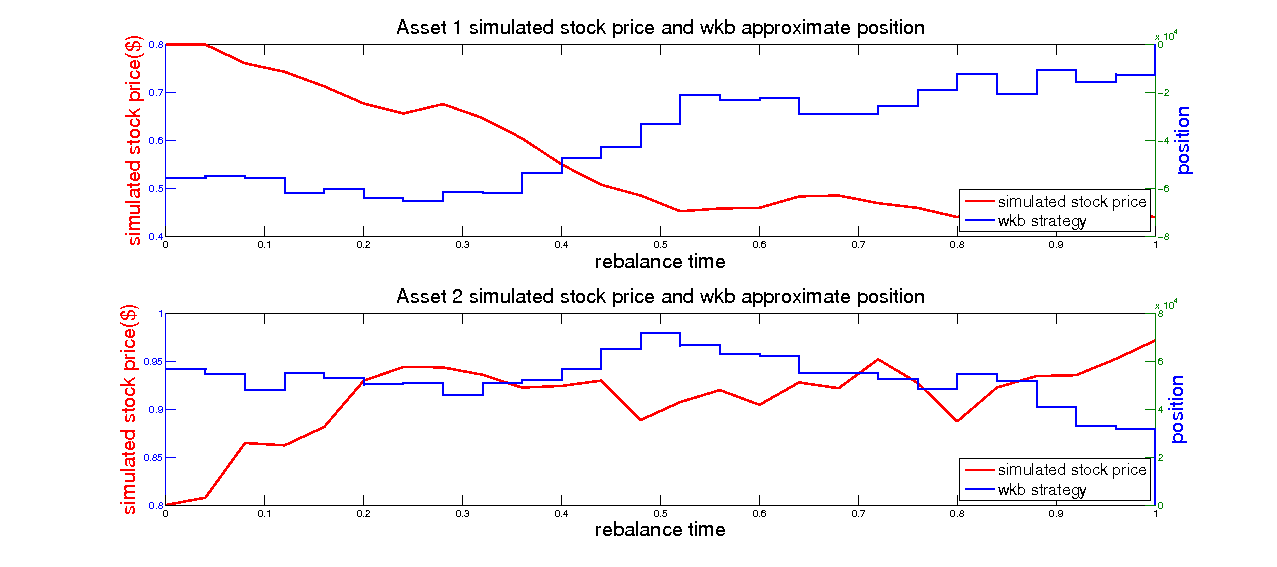 Asset 1 simulated stock price and wkb approximate position
simulated stock price($)
0.8
0.7
0.6
0.5
0.4
x 10^4
0
−2
−4
−6
−8
position
simulated stock price
wkb strategy
0 0.1 0.2 0.3 0.4 0.5 0.6 0.7 0.8 0.9 1
rebalance time
Asset 2 simulated stock price and wkb approximate position
simulated stock price($)
1
0.95
0.9
0.85
0.8
x 10^4
8
6
4
2
0
position
simulated stock price
wkb strategy
0 0.1 0.2 0.3 0.4 0.5 0.6 0.7 0.8 0.9 1
rebalance time